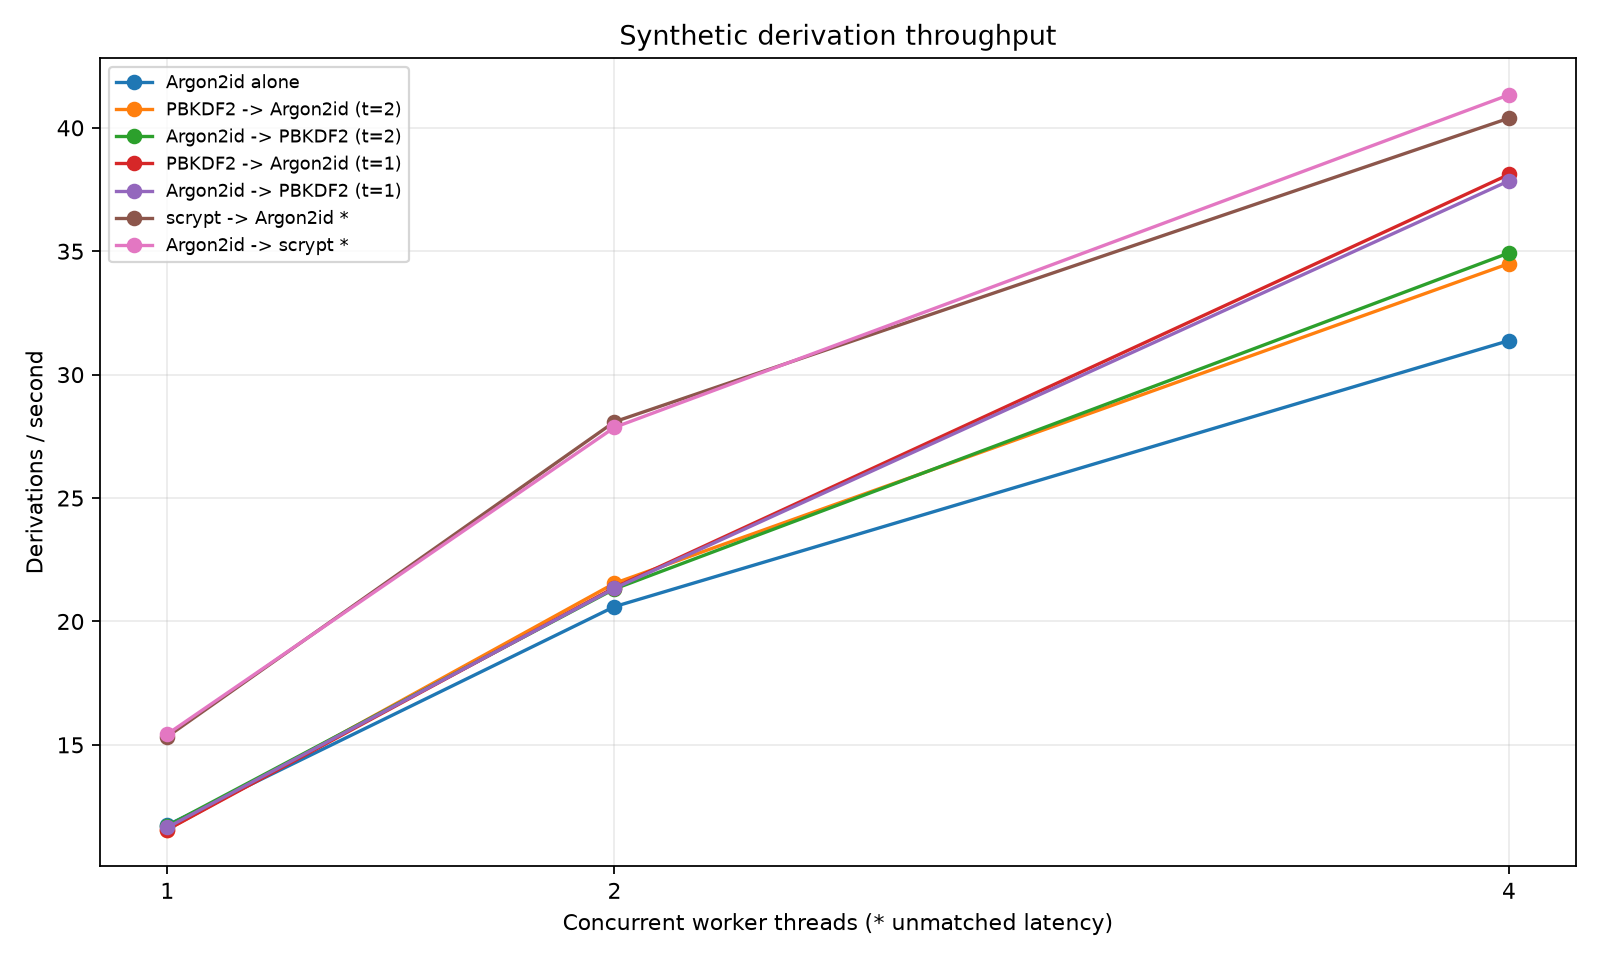 Synthetic derivation throughput
Argon2id alone
PBKDF2 -> Argon2id (t=2)
Argon2id -> PBKDF2 (t=2)
PBKDF2 -> Argon2id (t=1)
Argon2id -> PBKDF2 (t=1)
scrypt -> Argon2id *
Argon2id -> scrypt *
Derivations / second
40
35
30
25
20
15
1 2 4
Concurrent worker threads (* unmatched latency)